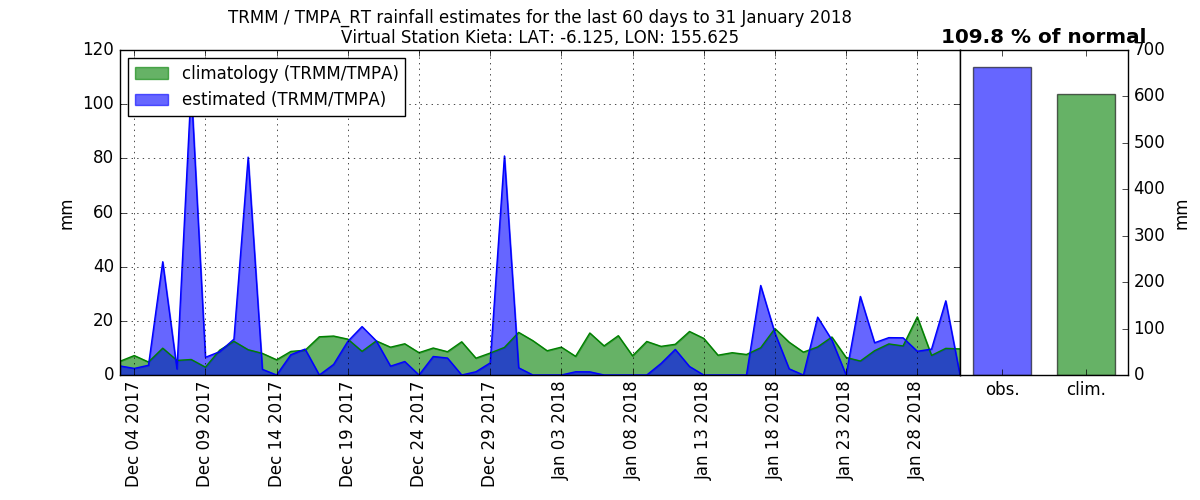 TRMM / TMPA_RT rainfall estimates for the last 60 days to 31 January 2018
Virtual Station Kieta: LAT: -6.125, LON: 155.625
109.8 % of normal
climatology (TRMM/TMPA)
estimated (TRMM/TMPA)
mm
120
100
80
60
40
20
0
Dec 04 2017
Dec 09 2017
Dec 14 2017
Dec 19 2017
Dec 24 2017
Dec 29 2017
Jan 03 2018
Jan 08 2018
Jan 13 2018
Jan 18 2018
Jan 23 2018
Jan 28 2018
700
600
500
400
300
200
100
0
mm
obs.
clim.